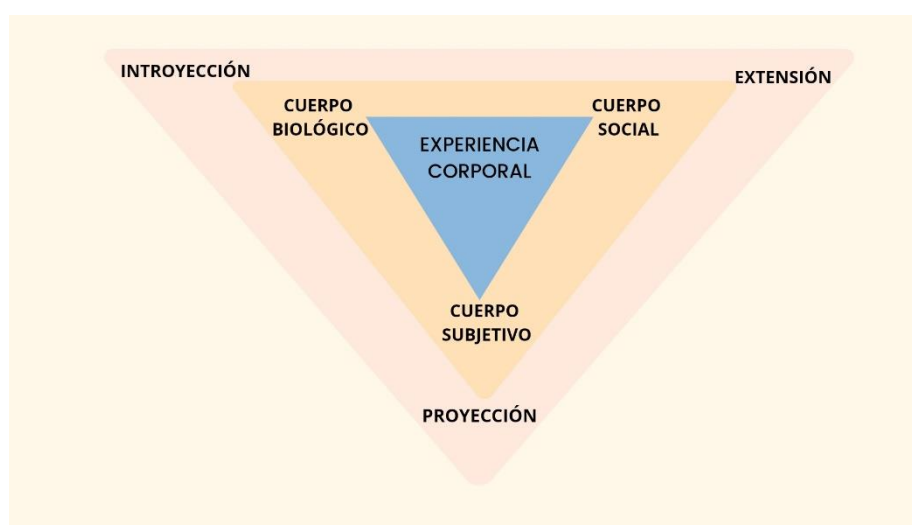 INTROYECCIÓN
EXTENSIÓN
CUERPO
BIOLÓGICO
CUERPO
SOCIAL
EXPERIENCIA
CORPORAL
CUERPO
SUBJETIVO
PROYECCIÓN